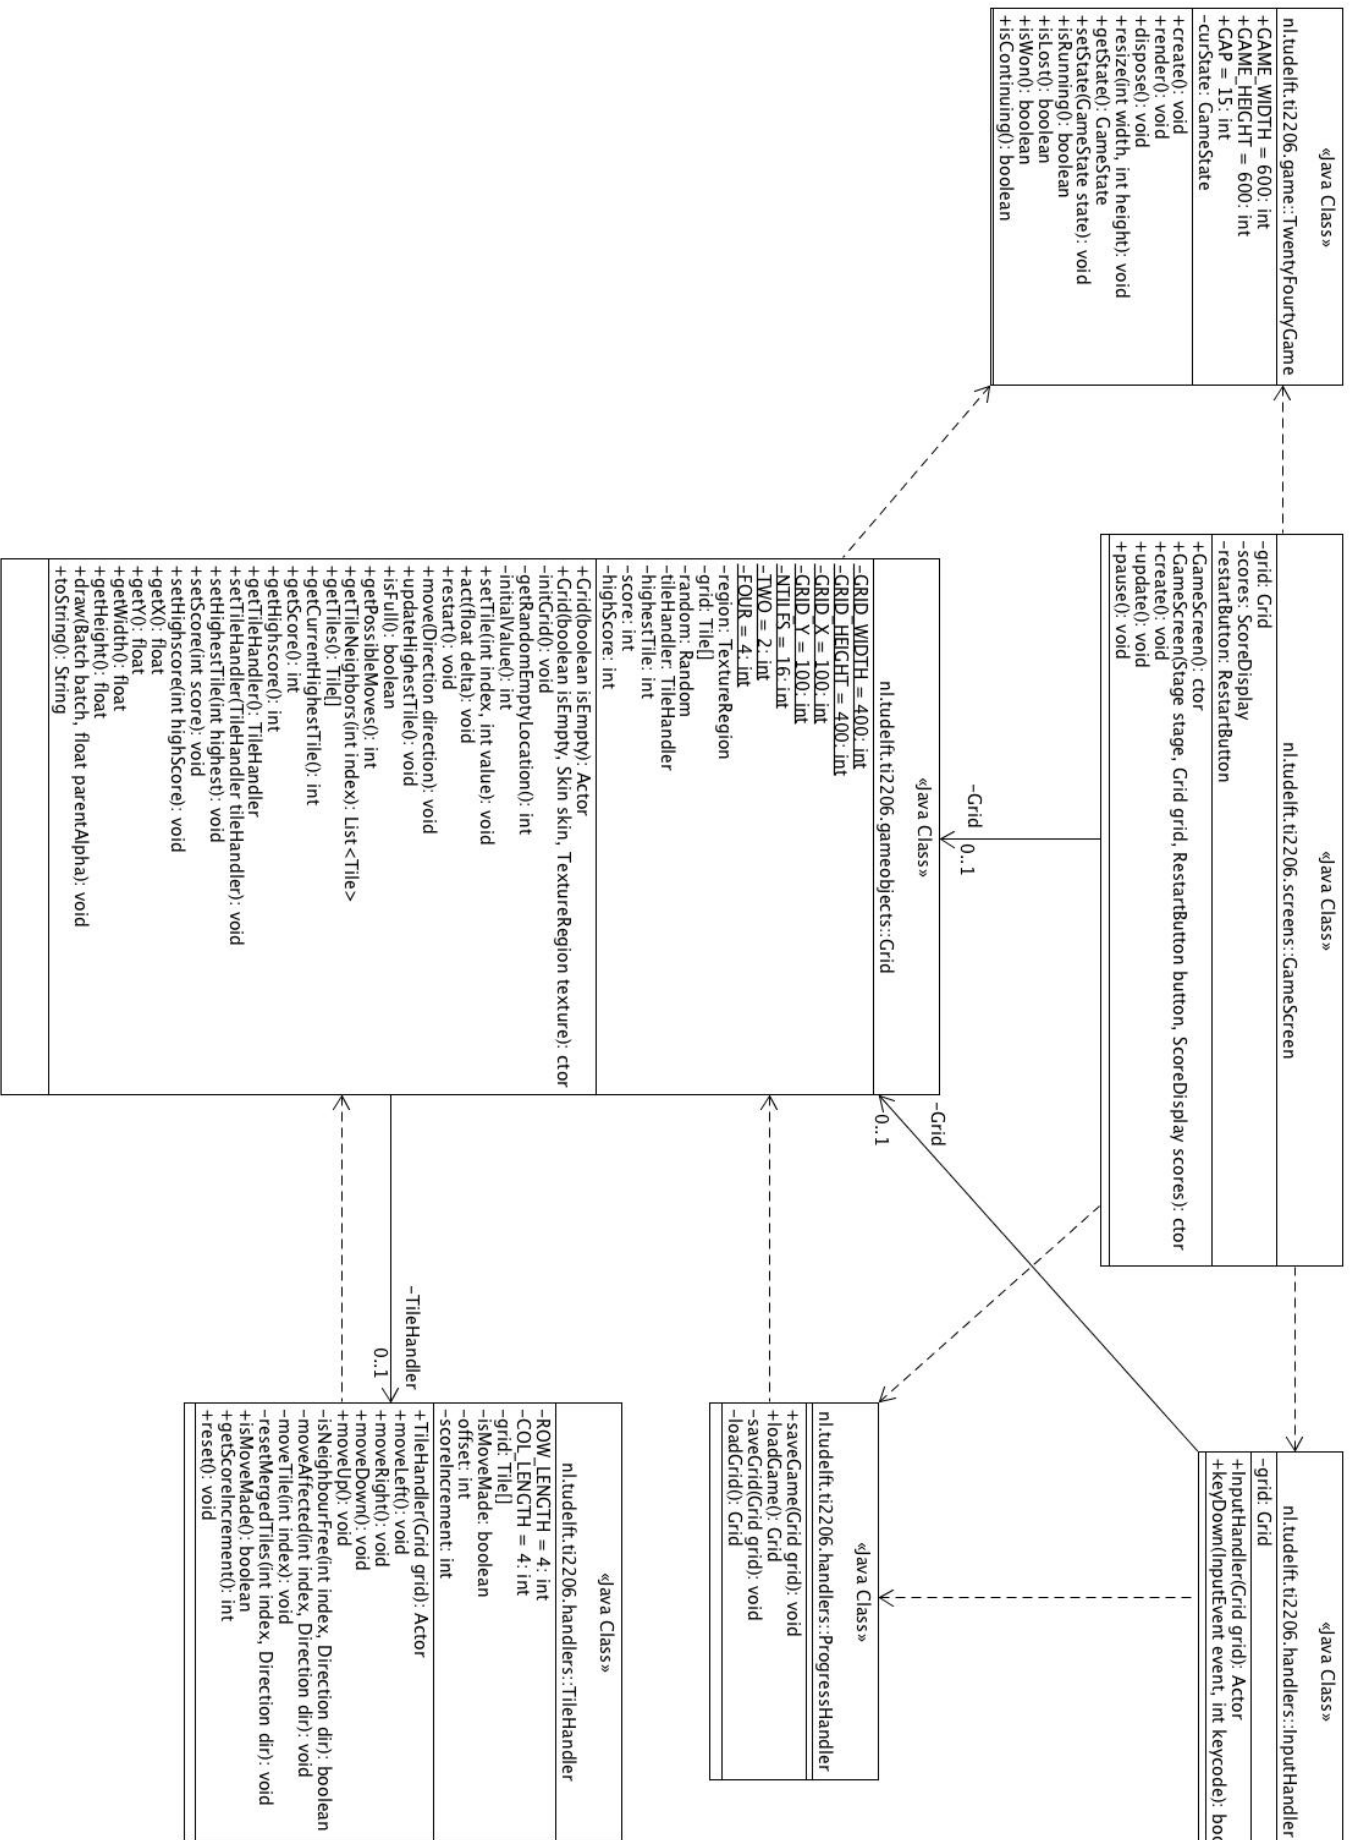 «Java Class»
nl.tudelft.ti2206.game::TwentyFourtyGame
+GAME_WIDTH = 600: int
+GAME_HEIGHT = 600: int
+GAP = 15: int
-curState: GameState
+create(): void
+render(): void
+dispose(): void
+resize(int width, int height): void
+getState(): GameState
+setState(GameState state): void
+isRunning(): boolean
+isLost(): boolean
+isWon(): boolean
+isContinuing(): boolean
«Java Class»
nl.tudelft.ti2206.screens::GameScreen
-grid: Grid
-scores: ScoreDisplay
-restartButton: RestartButton
+GameScreen(): ctor
+GameScreen(Stage stage, Grid grid, RestartButton button, ScoreDisplay scores): ctor
+create(): void
+update(): void
+pause(): void
«Java Class»
nl.tudelft.ti2206.handlers::InputHandler
-grid: Grid
+InputHandler(Grid grid): Actor
+keyDown(InputEvent event, int keycode): boo
-Grid
0..1
-Grid
0..1
«Java Class»
nl.tudelft.ti2206.gameobjects::Grid
-GRID_WIDTH = 400: int
-GRID_HEIGHT = 400: int
-GRID_X = 100: int
-GRID_Y = 100: int
-NTILES = 16: int
-TWO = 2: int
-FOUR = 4: int
-region: TextureRegion
-grid: Tile[]
-random: Random
-tileHandler: TileHandler
-highestTile: int
-score: int
-highScore: int
+Grid(boolean isEmpty): Actor
+Grid(boolean isEmpty, Skin skin, TextureRegion texture): ctor
-initGrid(): void
-getRandomEmptyLocation(): int
-initialValue(): int
+setTile(int index, int value): void
+act(float delta): void
+restart(): void
+move(Direction direction): void
+updateHighestTile(): void
+isFull(): boolean
+getPossibleMoves(): int
+getTileNeighbors(int index): List<Tile>
+getTiles(): Tile[]
+getCurrentHighestTile(): int
+getScore(): int
+getHighscore(): int
+getTileHandler(): TileHandler
+setTileHandler(TileHandler tileHandler): void
+setHighestTile(int highest): void
+setScore(int score): void
+setHighscore(int highScore): void
+getX(): float
+getY(): float
+getWidth(): float
+getHeight(): float
+draw(Batch batch, float parentAlpha): void
+toString(): String
«Java Class»
nl.tudelft.ti2206.handlers::ProgressHandler
+saveGame(Grid grid): void
+loadGame(): Grid
-saveGrid(Grid grid): void
-loadGrid(): Grid
-TileHandler
0..1
«Java Class»
nl.tudelft.ti2206.handlers::TileHandler
-ROW_LENGTH = 4: int
-COL_LENGTH = 4: int
-grid: Tile[]
-isMoveMade: boolean
-offset: int
-scoreIncrement: int
+TileHandler(Grid grid): Actor
+moveLeft(): void
+moveRight(): void
+moveDown(): void
+moveUp(): void
-isNeighbourFree(int index, Direction dir): boolean
-moveAffected(int index, Direction dir): void
-moveTile(int index): void
-resetMergedTiles(int index, Direction dir): void
+isMoveMade(): boolean
+getScoreIncrement(): int
+reset(): void